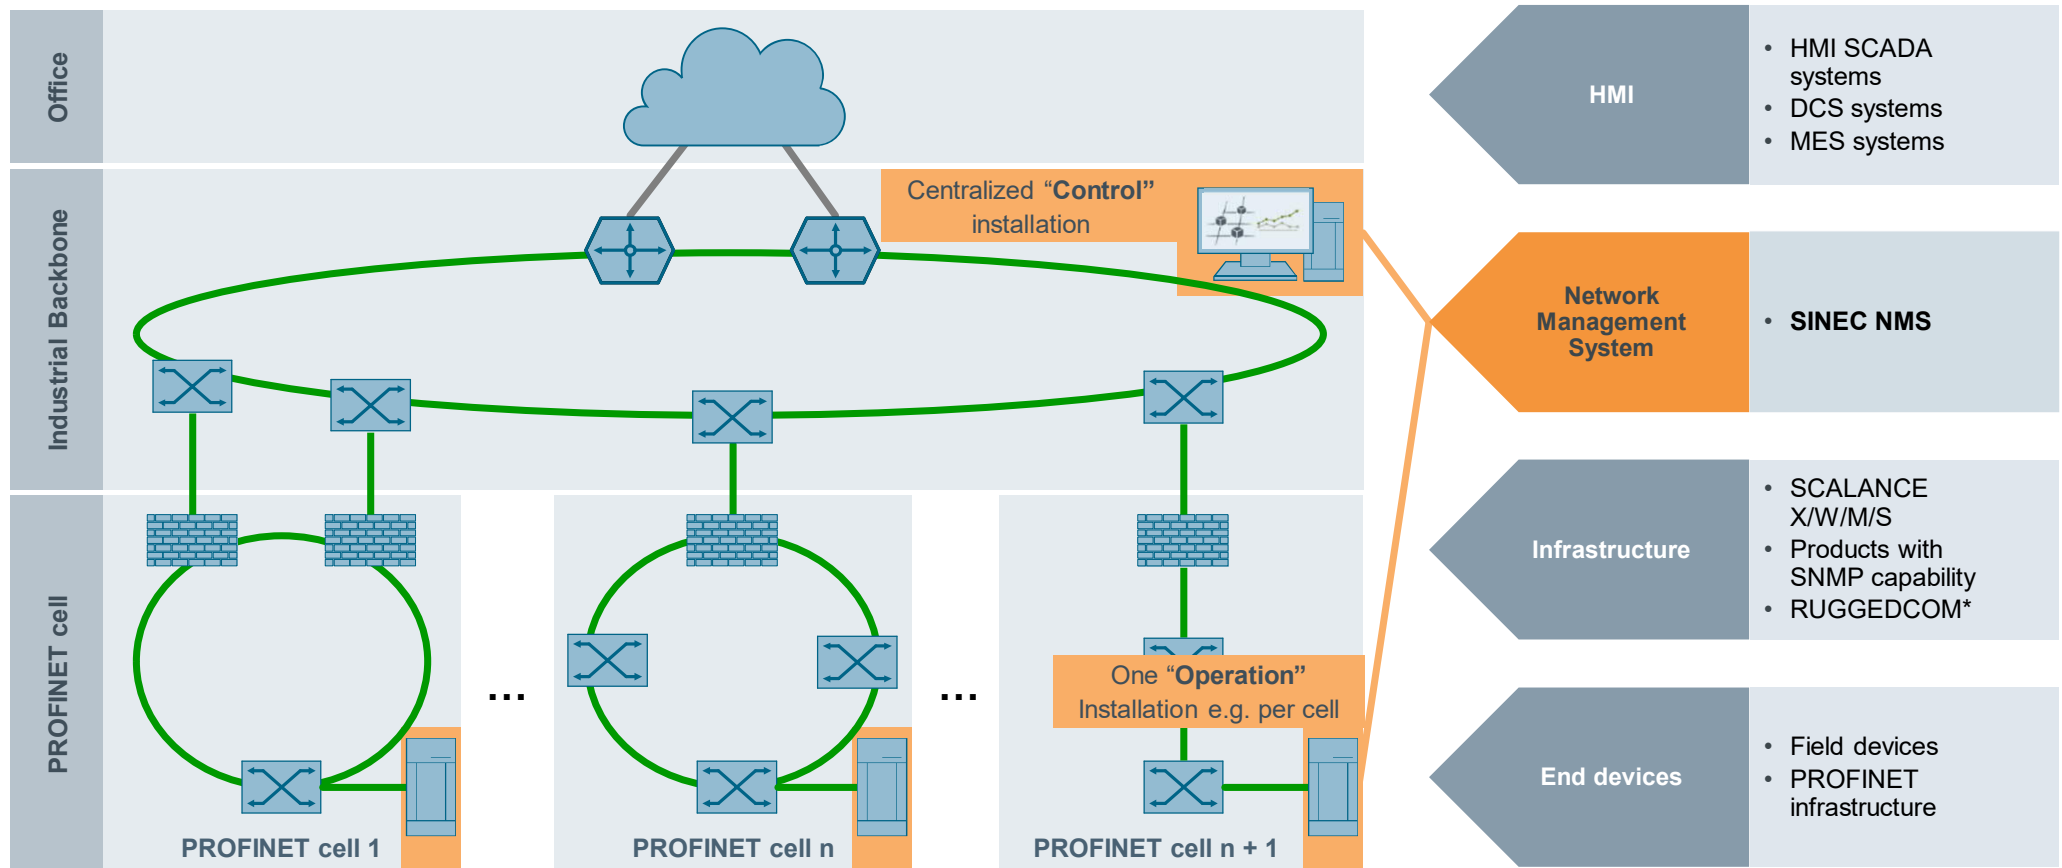 Office
Industrial Backbone
PROFINET cell
Centralized “Control”
installation
One “Operation”
Installation e.g. per cell
...
...
PROFINET cell 1
PROFINET cell n
PROFINET cell n + 1
HMI
• HMI SCADA
systems
• DCS systems
• MES systems
Network
Management
System
• SINEC NMS
Infrastructure
• SCALANCE
X/W/M/S
• Products with
SNMP capability
• RUGGEDCOM*
End devices
• Field devices
• PROFINET
infrastructure